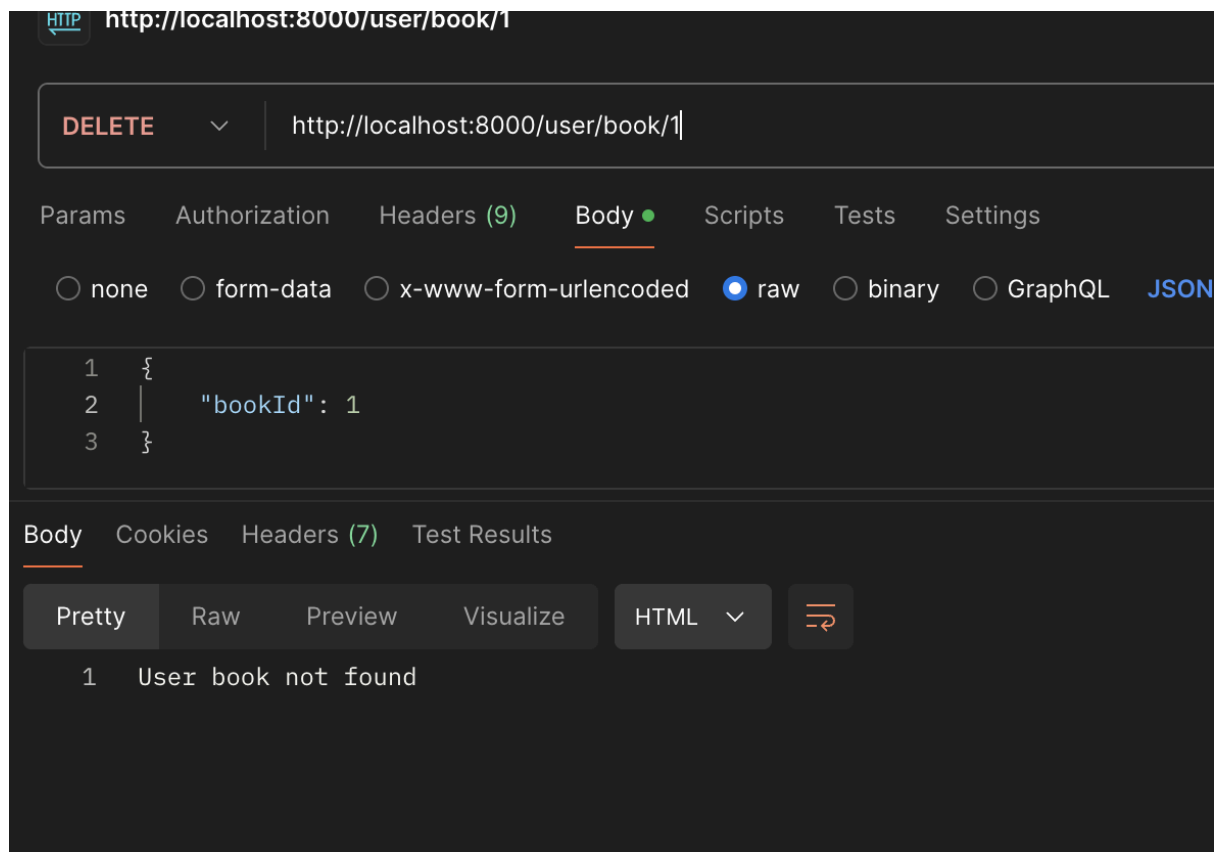 HTTP http://localhost:8000/user/book/1
DELETE http://localhost:8000/user/book/1
Params Authorization Headers (9) Body Scripts Tests Settings
none form-data x-www-form-urlencoded raw binary GraphQL JSON
1 {
2 "bookId": 1
3 }
Body Cookies Headers (7) Test Results
Pretty Raw Preview Visualize HTML
1 User book not found